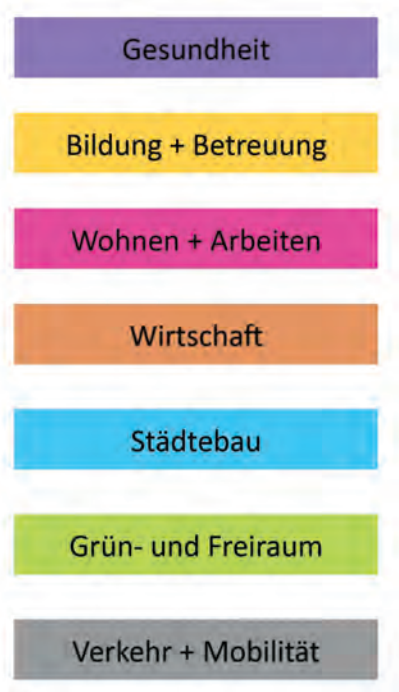 Gesundheit
Bildung + Betreuung
Wohnen + Arbeiten
Wirtschaft
Städtebau
Grün- und Freiraum
Verkehr + Mobilität